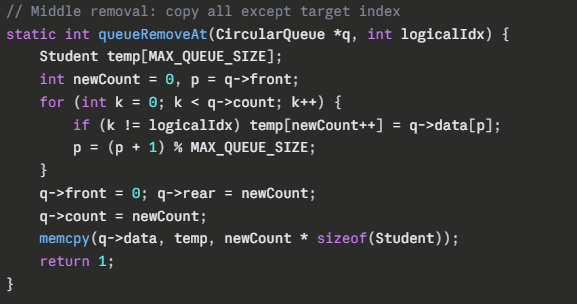 // Middle removal: copy all except target index
static int queueRemoveAt(CircularQueue *q, int logicalIdx) {
    Student temp[MAX_QUEUE_SIZE];
    int newCount = 0, p = q->front;
    for (int k = 0; k < q->count; k++) {
        if (k != logicalIdx) temp[newCount++] = q->data[p];
        p = (p + 1) % MAX_QUEUE_SIZE;
    }
    q->front = 0; q->rear = newCount;
    q->count = newCount;
    memcpy(q->data, temp, newCount * sizeof(Student));
    return 1;
}